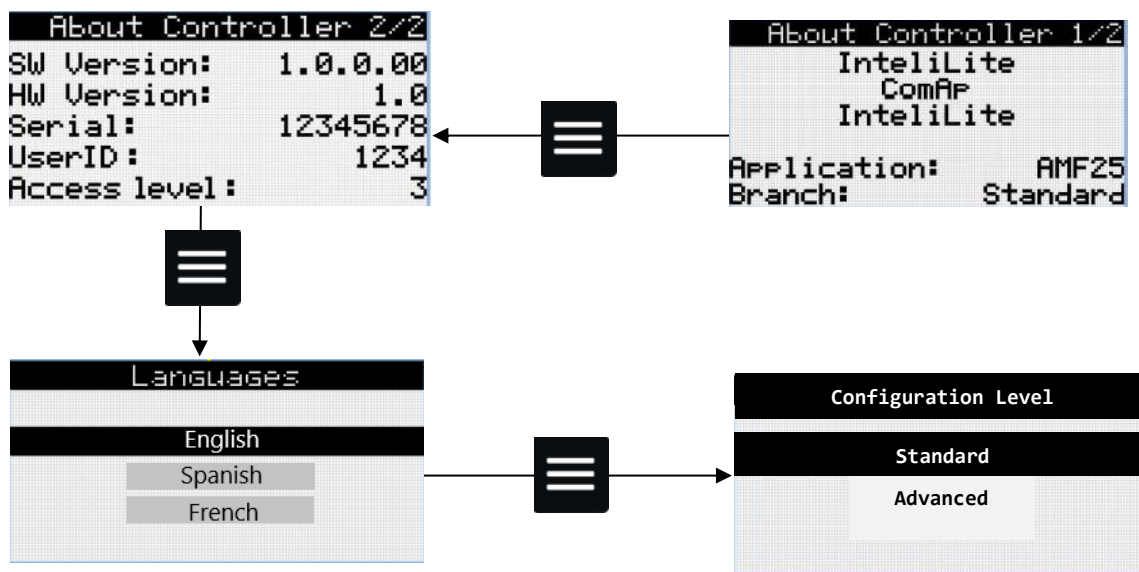 About Controller 2/2
SW Version: 1.0.0.00
HW Version: 1.0
Serial: 12345678
UserID: 1234
Access level: 3
About Controller 1/2
InteliLite
ComAp
InteliLite
Application: AMF25
Branch: Standard
Languages
English
Spanish
French
Configuration Level
Standard
Advanced